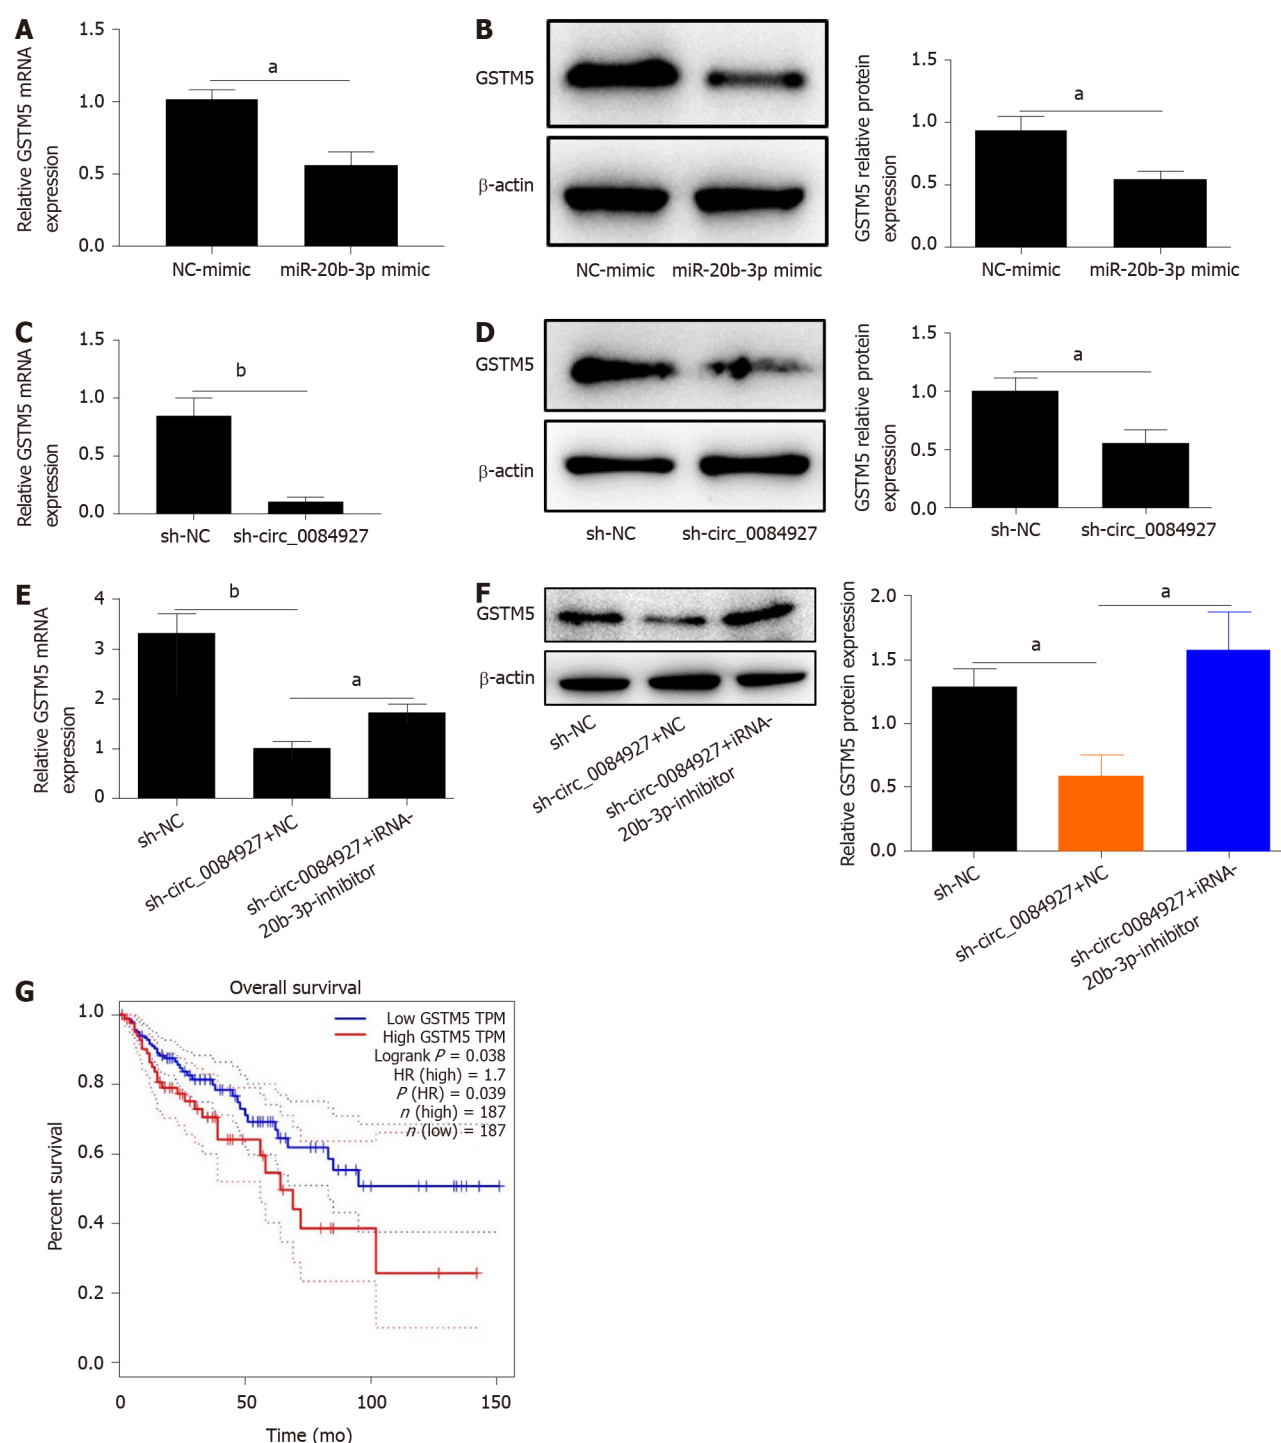 A
Relative GSTM5 mRNA
expression
1.5
1.0
0.5
0.0
a
NC-mimic
miR-20b-3p mimic
B
GSTM5
β-actin
NC-mimic
miR-20b-3p mimic
GSTM5 relative protein
expression
1.5
1.0
0.5
0.0
a
NC-mimic
miR-20b-3p mimic
C
Relative GSTM5 mRNA
expression
1.5
1.0
0.5
0.0
b
sh-NC
sh-circ_0084927
D
GSTM5
β-actin
sh-NC
sh-circ_0084927
GSTM5 relative protein
expression
1.5
1.0
0.5
0.0
a
sh-NC
sh-circ_0084927
E
Relative GSTM5 mRNA
expression
4
3
2
1
0
b
a
sh-NC
sh-circ_0084927+NC
sh-circ-0084927+iRNA-
20b-3p-inhibitor
F
GSTM5
β-actin
sh-NC
sh-circ_0084927+NC
sh-circ-0084927+iRNA-
20b-3p-inhibitor
Relative GSTM5 protein expression
2.0
1.5
1.0
0.5
0.0
a
a
sh-NC
sh-circ_0084927+NC
sh-circ-0084927+iRNA-
20b-3p-inhibitor
G
Overall survirval
Percent survival
1.0
0.8
0.6
0.4
0.2
0.0
Low GSTM5 TPM
High GSTM5 TPM
Logrank P = 0.038
HR (high) = 1.7
P (HR) = 0.039
n (high) = 187
n (low) = 187
0
50
100
150
Time (mo)